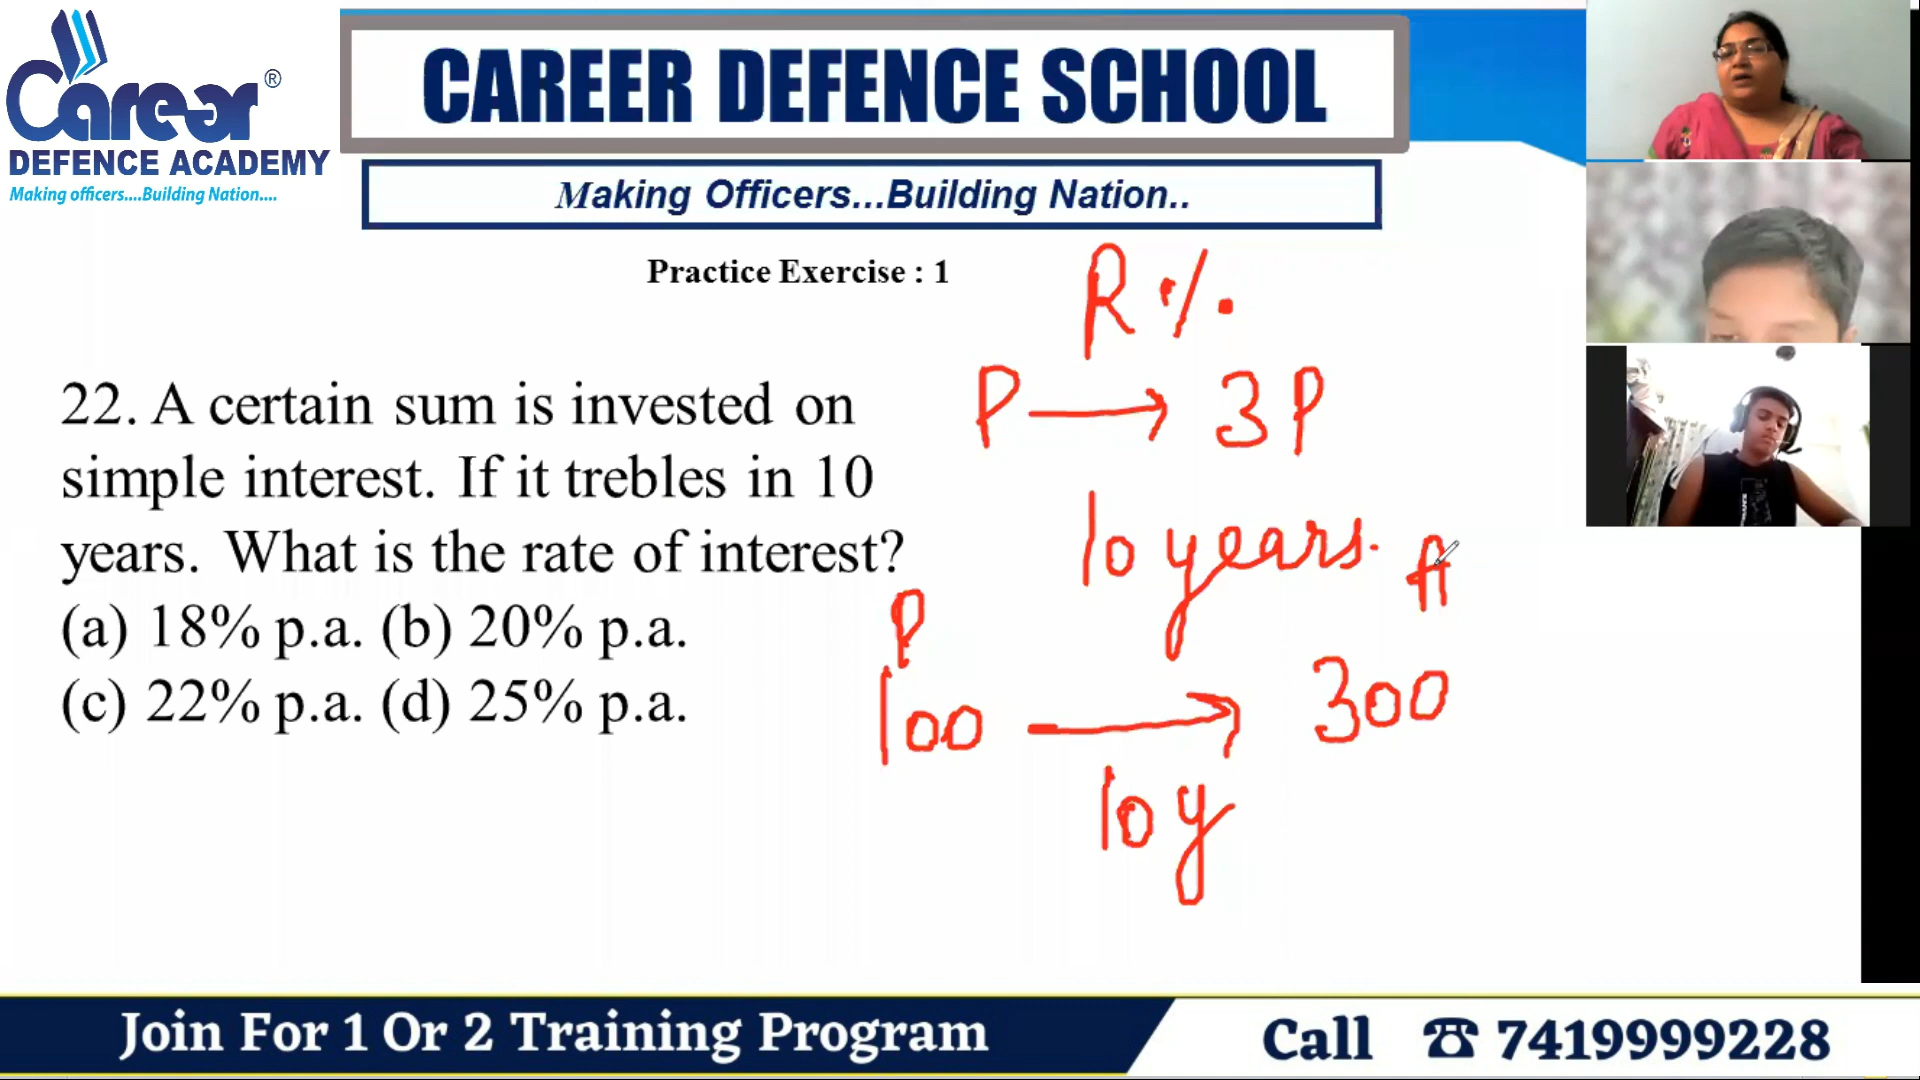 Career®
DEFENCE ACADEMY
Making officers....Building Nation....
CAREER DEFENCE SCHOOL
Making Officers...Building Nation..
Practice Exercise : 1
R %
P → 3P
10 years.
22. A certain sum is invested on
simple interest. If it trebles in 10
years. What is the rate of interest?
(a) 18% p.a. (b) 20% p.a.
(c) 22% p.a. (d) 25% p.a.
P A
100 → 300
10 y
Join For 1 Or 2 Training Program
Call ☎ 7419999228